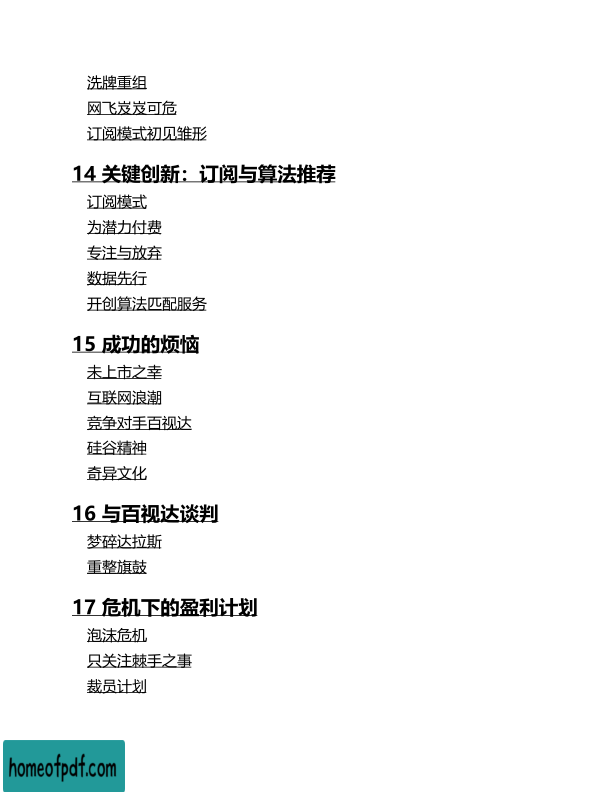 洗牌重组
网飞岌岌可危
订阅模式初见雏形
14 关键创新：订阅与算法推荐
订阅模式
为潜力付费
专注与放弃
数据先行
开创算法匹配服务
15 成功的烦恼
未上市之幸
互联网浪潮
竞争对手百视达
硅谷精神
奇异文化
16 与百视达谈判
梦碎达拉斯
重整旗鼓
17 危机下的盈利计划
泡沫危机
只关注棘手之事
裁员计划
homeofpdf.com